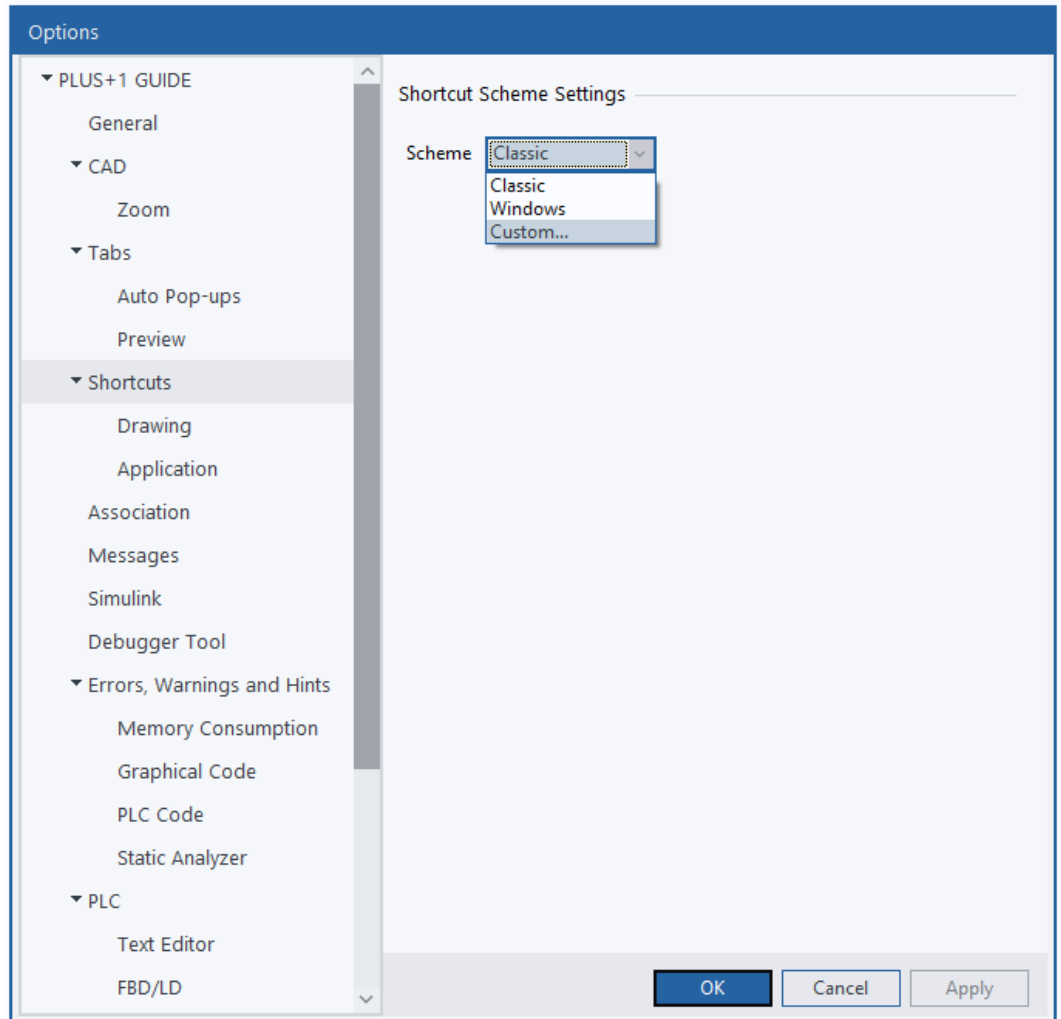 Options
PLUS+1 GUIDE
General
CAD
Zoom
Tabs
Auto Pop-ups
Preview
Shortcuts
Drawing
Application
Association
Messages
Simulink
Debugger Tool
Errors, Warnings and Hints
Memory Consumption
Graphical Code
PLC Code
Static Analyzer
PLC
Text Editor
FBD/LD
Shortcut Scheme Settings
Scheme Classic
Classic
Windows
Custom...
OK Cancel Apply